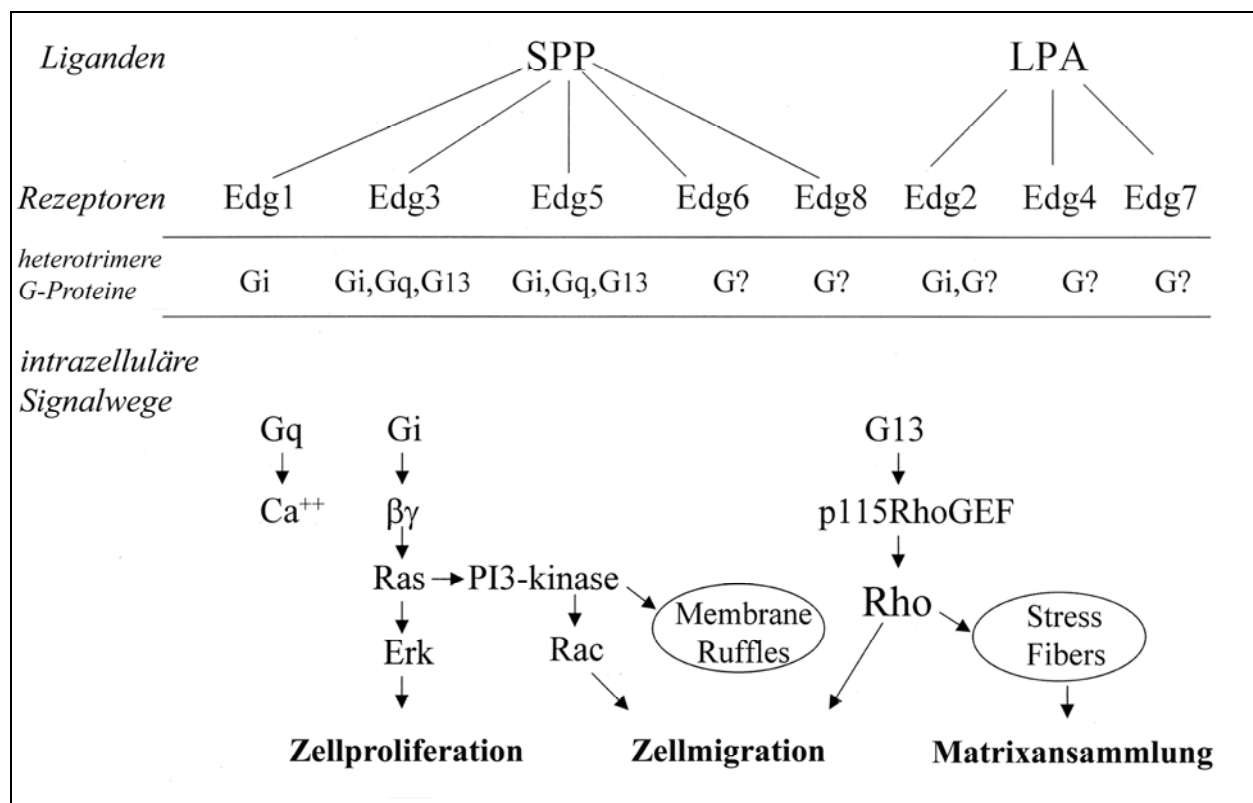 Liganden SPP LPA
Rezeptoren Edg1 Edg3 Edg5 Edg6 Edg8 Edg2 Edg4 Edg7
heterotrimere
G-Proteine Gi Gi,Gq,G13 Gi,Gq,G13 G? G? Gi,G? G? G?
intrazelluläre
Signalwege
Gq Gi G13
Ca⁺⁺ βγ p115RhoGEF
Ras PI3-kinase Rho
Membrane
Ruffles
Stress
Fibers
Erk Rac
Zellproliferation Zellmigration Matrixansammlung